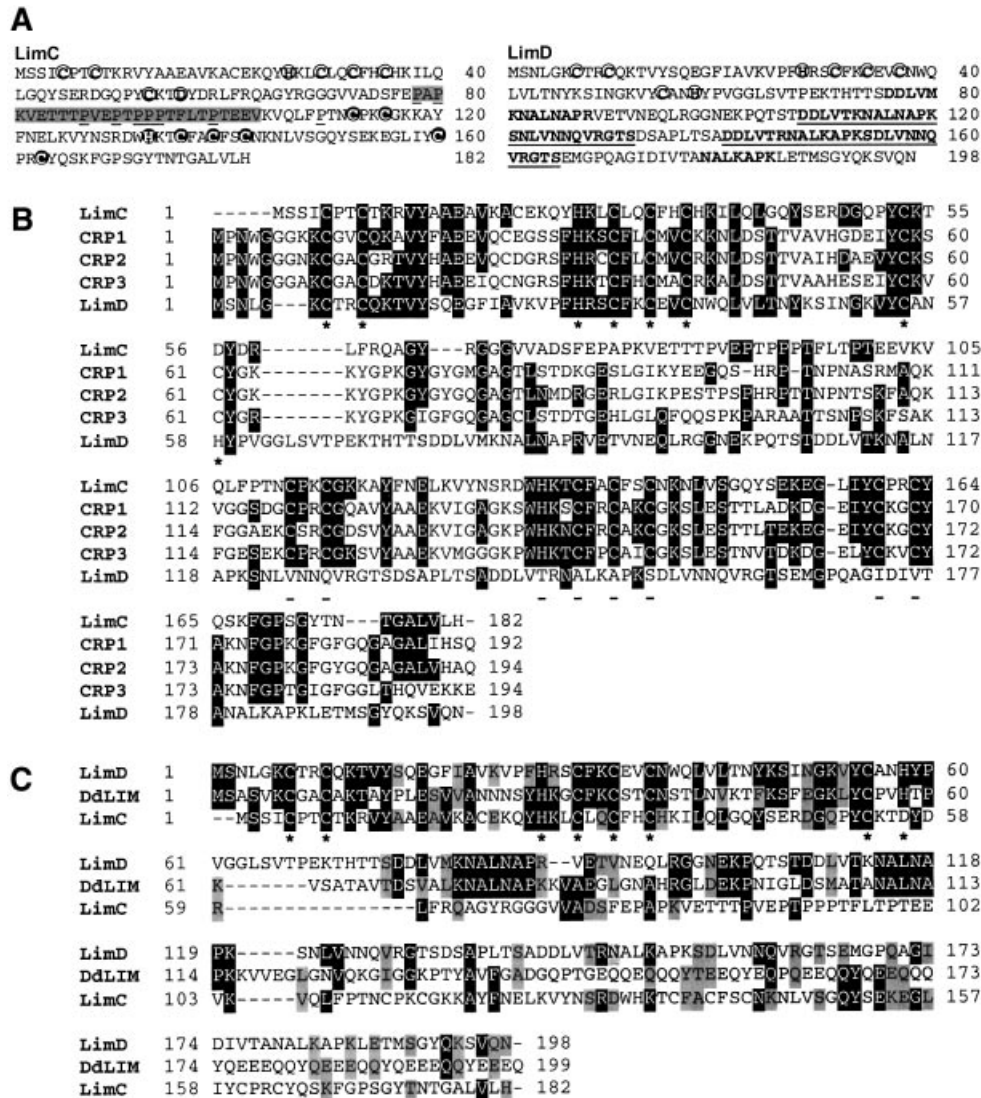 A
LimC
MSSICPTCTKRVYAAEAVKACEKQYHKLCLQCFHCHKILQ 40
LGQYSERDGQPYCKTDYDRLFRQAGYRGGGVVADSFEPAP 80
KVETTTPVEPTPPPTFLTPTEEVKVQLFPTNCPKCGKKAY 120
FNELKVYNSRDWHKTCFACFSCNKNLVSGQYSEKEGLIYC 160
PRCYQSKFGPSGYTNTGALVLH 182
LimD
MSNLGKCTRCQKTVYSQEGFIAVKVPFHRSCFKCEVCNWQ 40
LVLTNYKSINGKVYCANHYPVGGLSVTPEKTHTTSDDLVM 80
KNALNAPRVETVNEQLRGGNEKPQTSTDDLVTKNALNAPK 120
SNLVNNQVRGTSDSAPLTSADDLVTRNALKAPKSDLVNNQ 160
VRGTSEMGPQAGIDIVTANALKAPKLETMSGYQKSVQN 198
B
LimC 1 -----MSSICPTCTKRVYAAEAVKACEKQYHKLCLQCFHCHKILQLGQYSERDGQPYCKT 55
CRP1 1 MPNWGGGKKCGVCQKAVYFAEEVQCEGSSFHKSCFLCMVCKKNLDSTTVAVHGDEIYCKS 60
CRP2 1 MPNWGGGNKCGACGRTVYHAEEVQCDGRSFHRCCFLCMVCRKNLDSTTVAIHDAEVYCKS 60
CRP3 1 MPNWGGGAKCGACDKTVYHAEEIQCNGRSFHKTCFHCMACRKALDSTTVAAHESEIYCKV 60
LimD 1 MSNLG---KCTRCQKTVYSQEGFIAVKVPFHRSCFKCEVCNWQLVLTNYKSINGKVYCAN 57
* * * * * * *
LimC 56 DYDR-------LFRQAGY---RGGGVVADSFEPAPKVETTTPVEPTPPPTFLTPTEEVKV 105
CRP1 61 CYGK-------KYGPKGYGYGMGAGTLSTDKGESLGIKYEEGQS-HRP-TNPNASRMAQK 111
CRP2 61 CYGK-------KYGPKGYGYGQGAGTLNMDRGERLGIKPESTPSPHRPTTNPNTSKFAQK 113
CRP3 61 CYGR-------KYGPKGIGFGQGAGCLSTDTGEHLGLQFQQSPKPARAATTSNPSKFSAK 113
LimD 58 HYPVGGLSVTPEKTHTTSDDLVMKNALNAPRVETVNEQLRGGNEKPQTSTDDLVTKNALN 117
*
LimC 106 QLFPTNCPKCGKKAYFNELKVYNSRDWHKTCFACFSCNKNLVSGQYSEKEG-LIYCPRCY 164
CRP1 112 VGGSDGCPRCGQAVYAAEKVIGAGKSWHKSCFRCAKCGKSLESTTLADKDG-EIYCKGCY 170
CRP2 114 FGGAEKCSRCGDSVYAAEKVIGAGKPWHKNCFRCAKCGKSLESTTLTEKEG-EIYCKGCY 172
CRP3 114 FGESEKCPRCGKSVYAAEKVMGGGKPWHKTCFPCAICGKSLESTNVTDKDG-ELYCKVCY 172
LimD 118 APKSNLVNNQVRGTSDSAPLTSADDLVTRNALKAPKSDLVNNQVRGTSEMGPQAGIDIVT 177
- - - - - - - -
LimC 165 QSKFGPSGYTN---TGALVLH- 182
CRP1 171 AKNFGPKGFGFGQGAGALIHSQ 192
CRP2 173 AKNFGPKGFGYGQGAGALVHAQ 194
CRP3 173 AKNFGPTGIGFGGLTHQVEKKE 194
LimD 178 ANALKAPKLETMSGYQKSVQN- 198
C
LimD 1 MSNLGKCTRCQKTVYSQEGFIAVKVPFHRSCFKCEVCNWQLVLTNYKSINGKVYCANHYP 60
DdLIM 1 MSASVKCGACAKTAYPLESVVANNNSYHKGCFKCSTCNSTLNVKTFKSFEGKLYCPVHTP 60
LimC 1 --MSSICPTCTKRVYAAEAVKACEKQYHKLCLQCFHCHKILQLGQYSERDGQPYCKTDYD 58
* * * * * * * *
LimD 61 VGGLSVTPEKTHTTSDDLVMKNALNAPR--VETVNEQLRGGNEKPQTSTDDLVTKNALNA 118
DdLIM 61 K-------VSATAVTDSVALKNALNAPKKVAEGLGNAHRGLDEKPNIGLDSMATANALNA 113
LimC 59 R----------------LFRQAGYRGGGVVADSFEPAPKVETTTPVEPTPPPTFLTPTEE 102
LimD 119 PK-----SNLVNNQVRGTSDSAPLTSADDLVTRNALKAPKSDLVNNQVRGTSEMGPQAGI 173
DdLIM 114 PKKVVEGLGNVQKGIGGKPTYAVFGADGQPTGEQQEQQQYTEEQYEQPQEEQQYQEEQQQ 173
LimC 103 VK-----VQLFPTNCPKCGKKAYFNELKVYNSRDWHKTCFACFSCNKNLVSGQYSEKEGL 157
LimD 174 DIVTANALKAPKLETMSGYQKSVQN- 198
DdLIM 174 YQEEEQQYQEEEQQYQEEEQQYEEEQ 199
LimC 158 IYCPRCYQSKFGPSGYTNTGALVLH- 182